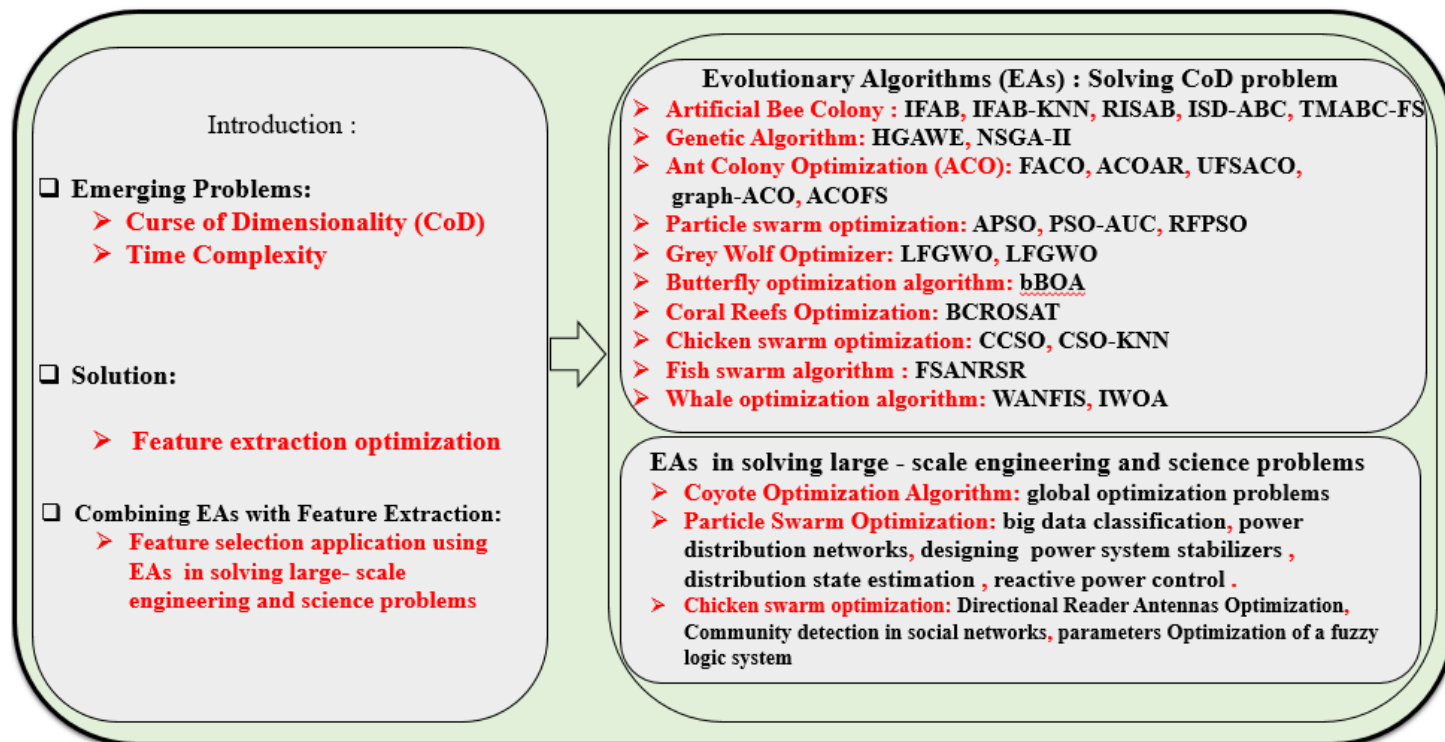 Introduction :
❑ Emerging Problems:
➢ Curse of Dimensionality (CoD)
➢ Time Complexity
❑ Solution:
➢ Feature extraction optimization
❑ Combining EAs with Feature Extraction:
➢ Feature selection application using
EAs in solving large- scale
engineering and science problems
Evolutionary Algorithms (EAs) : Solving CoD problem
➢ Artificial Bee Colony : IFAB, IFAB-KNN, RISAB, ISD-ABC, TMABC-FS
➢ Genetic Algorithm: HGAWE, NSGA-II
➢ Ant Colony Optimization (ACO): FACO, ACOAR, UFSACO,
graph-ACO, ACOFS
➢ Particle swarm optimization: APSO, PSO-AUC, RFPSO
➢ Grey Wolf Optimizer: LFGWO, LFGWO
➢ Butterfly optimization algorithm: bBOA
➢ Coral Reefs Optimization: BCROSAT
➢ Chicken swarm optimization: CCSO, CSO-KNN
➢ Fish swarm algorithm : FSANRSR
➢ Whale optimization algorithm: WANFIS, IWOA
EAs in solving large - scale engineering and science problems
➢ Coyote Optimization Algorithm: global optimization problems
➢ Particle Swarm Optimization: big data classification, power
distribution networks, designing power system stabilizers ,
distribution state estimation , reactive power control .
➢ Chicken swarm optimization: Directional Reader Antennas Optimization,
Community detection in social networks, parameters Optimization of a fuzzy
logic system